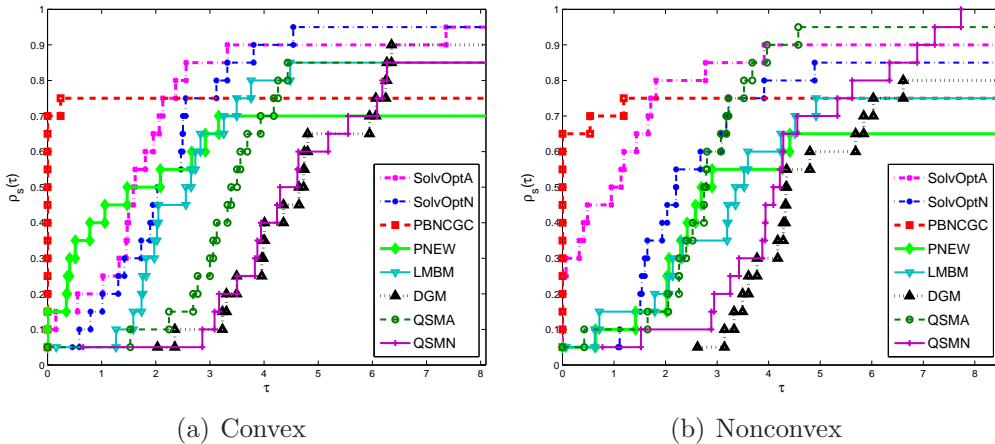 1
0.9
0.8
0.7
0.6
0.5
0.4
0.3
0.2
0.1
0
ρs(τ)
0 1 2 3 4 5 6 7 8
τ
SolvOptA
SolvOptN
PBNCGC
PNEW
LMBM
DGM
QSMA
QSMN
(a) Convex
1
0.9
0.8
0.7
0.6
0.5
0.4
0.3
0.2
0.1
0
ρs(τ)
0 1 2 3 4 5 6 7 8
τ
SolvOptA
SolvOptN
PBNCGC
PNEW
LMBM
DGM
QSMA
QSMN
(b) Nonconvex